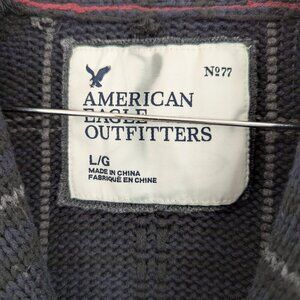 Nº77
AMERICAN
EAGLE
OUTFITTERS
L/G
MADE IN CHINA
FABRIQUÉ EN CHINE